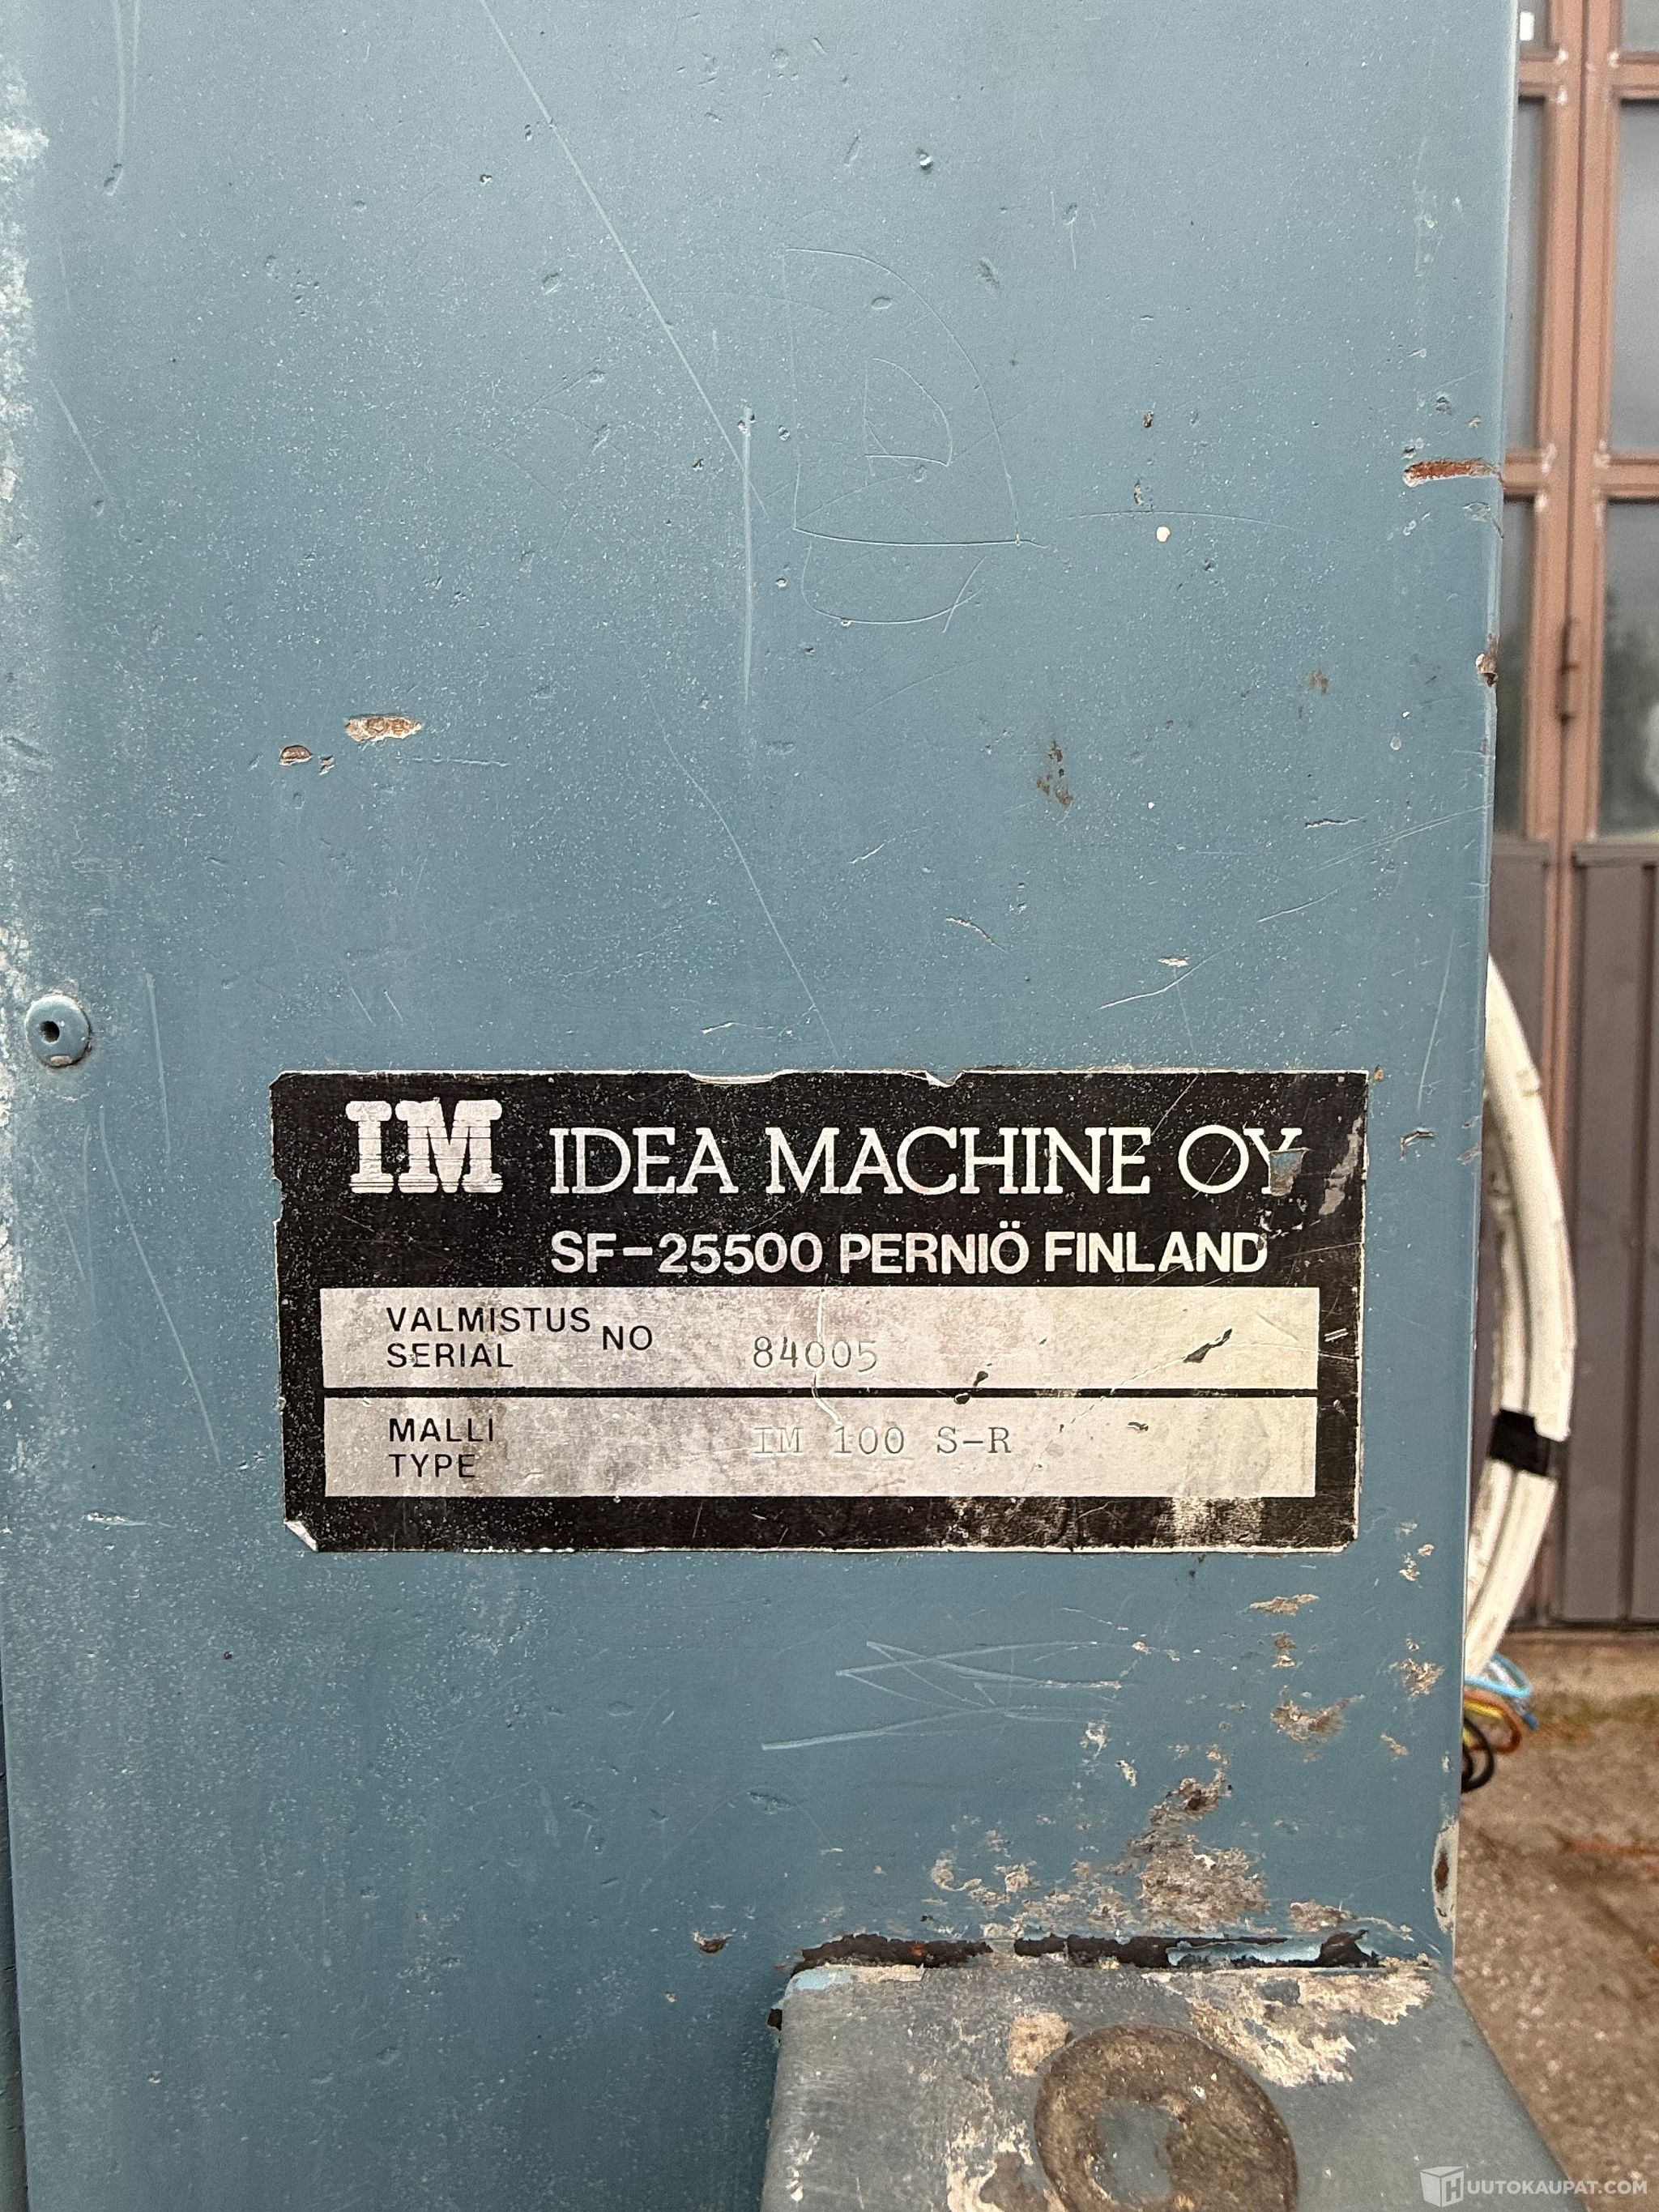 IM IDEA MACHINE OY
SF-25500 PERNIÖ FINLAND
VALMISTUS
SERIAL
NO 84005
MALLI
TYPE
IM 100 S-R
HUUTOKAUPAT.COM